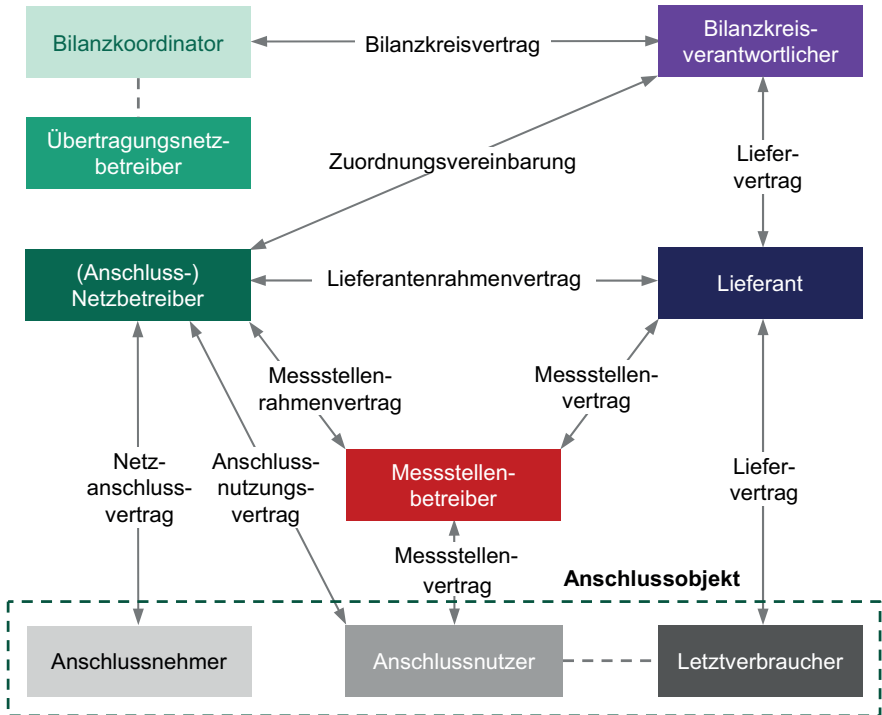 Bilanzkoordinator
Bilanzkreisvertrag
Bilanzkreis-
verantwortlicher
Übertragungsnetz-
betreiber
Zuordnungsvereinbarung
Liefer-
vertrag
(Anschluss-)
Netzbetreiber
Lieferantenrahmenvertrag
Lieferant
Messstellen-
rahmenvertrag
Messstellen-
vertrag
Netz-
anschluss-
vertrag
Anschluss-
nutzungs-
vertrag
Messstellen-
betreiber
Liefer-
vertrag
Messstellen-
vertrag
Anschlussobjekt
Anschlussnehmer
Anschlussnutzer
Letztverbraucher